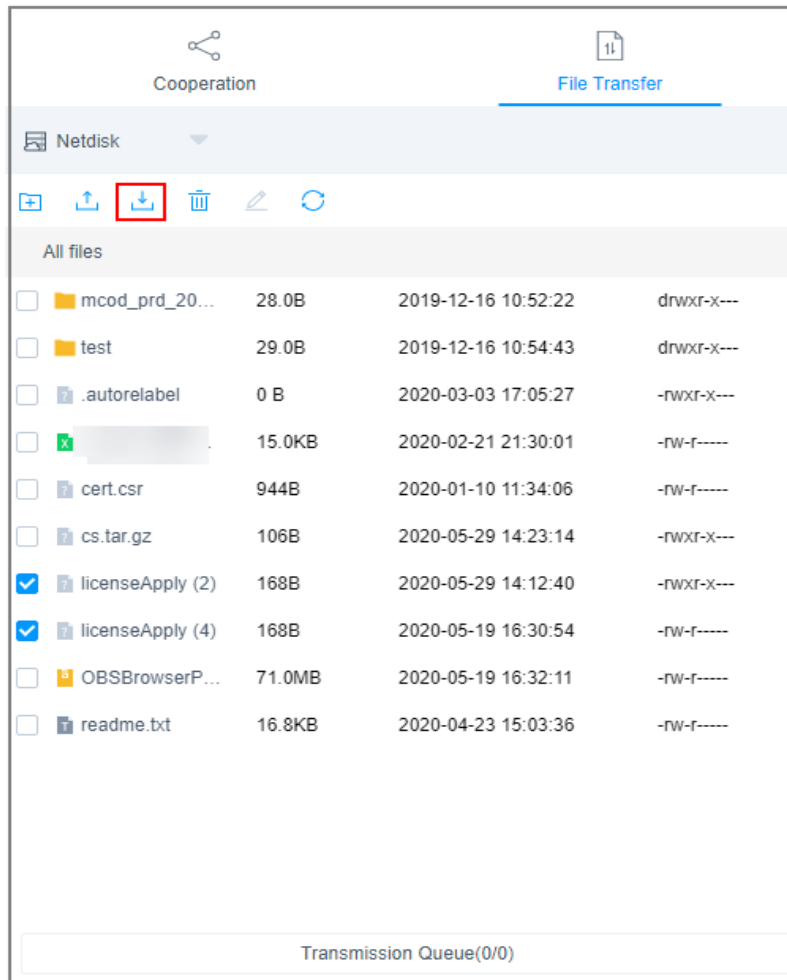 Cooperation File Transfer
Netdisk
All files
mcod_prd_20... 28.0B 2019-12-16 10:52:22 drwxr-x---
test 29.0B 2019-12-16 10:54:43 drwxr-x---
.autorelabel 0 B 2020-03-03 17:05:27 -rwxr-x---
15.0KB 2020-02-21 21:30:01 -rw-r-----
cert.csr 944B 2020-01-10 11:34:06 -rw-r-----
cs.tar.gz 106B 2020-05-29 14:23:14 -rwxr-x---
licenseApply (2) 168B 2020-05-29 14:12:40 -rwxr-x---
licenseApply (4) 168B 2020-05-19 16:30:54 -rw-r-----
OBSBrowserP... 71.0MB 2020-05-19 16:32:11 -rw-r-----
readme.txt 16.8KB 2020-04-23 15:03:36 -rw-r-----
Transmission Queue(0/0)